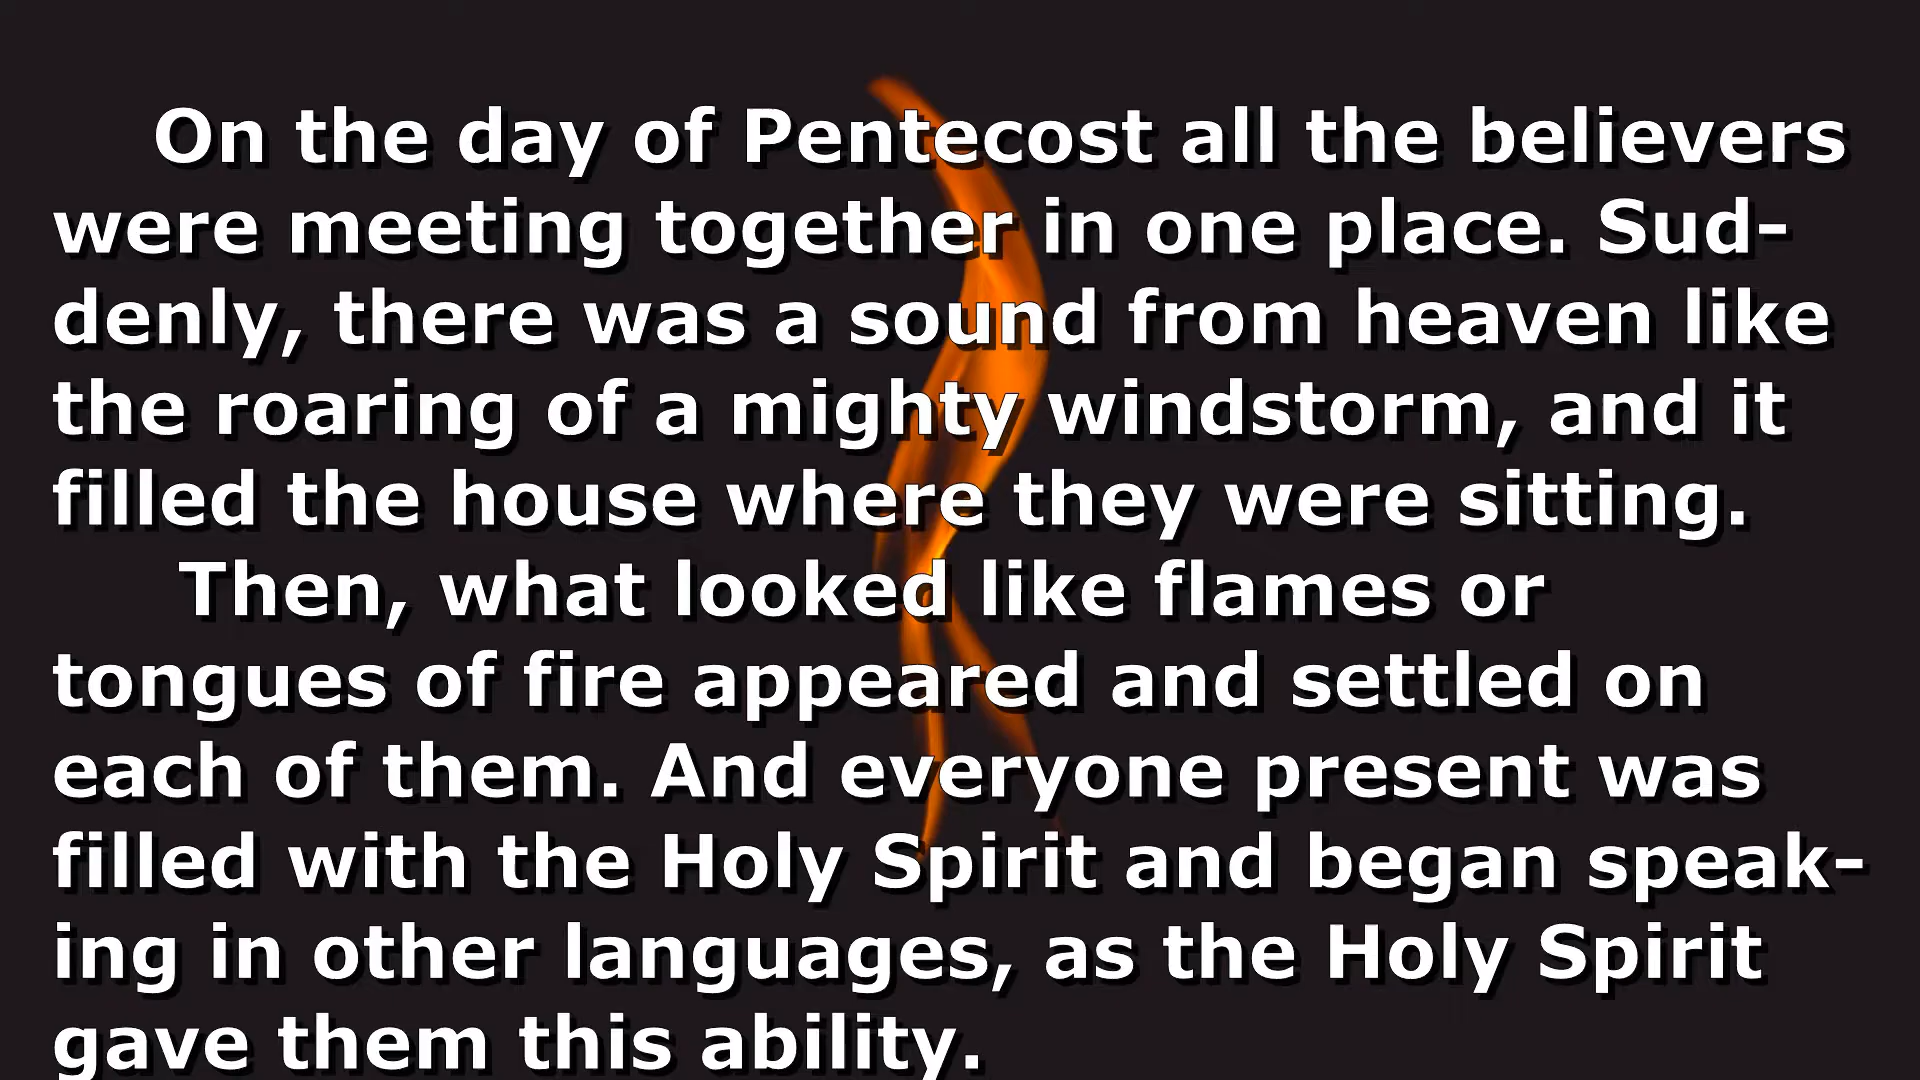 On the day of Pentecost all the believers
were meeting together in one place. Sud-
denly, there was a sound from heaven like
the roaring of a mighty windstorm, and it
filled the house where they were sitting.
Then, what looked like flames or
tongues of fire appeared and settled on
each of them. And everyone present was
filled with the Holy Spirit and began speak-
ing in other languages, as the Holy Spirit
gave them this ability.